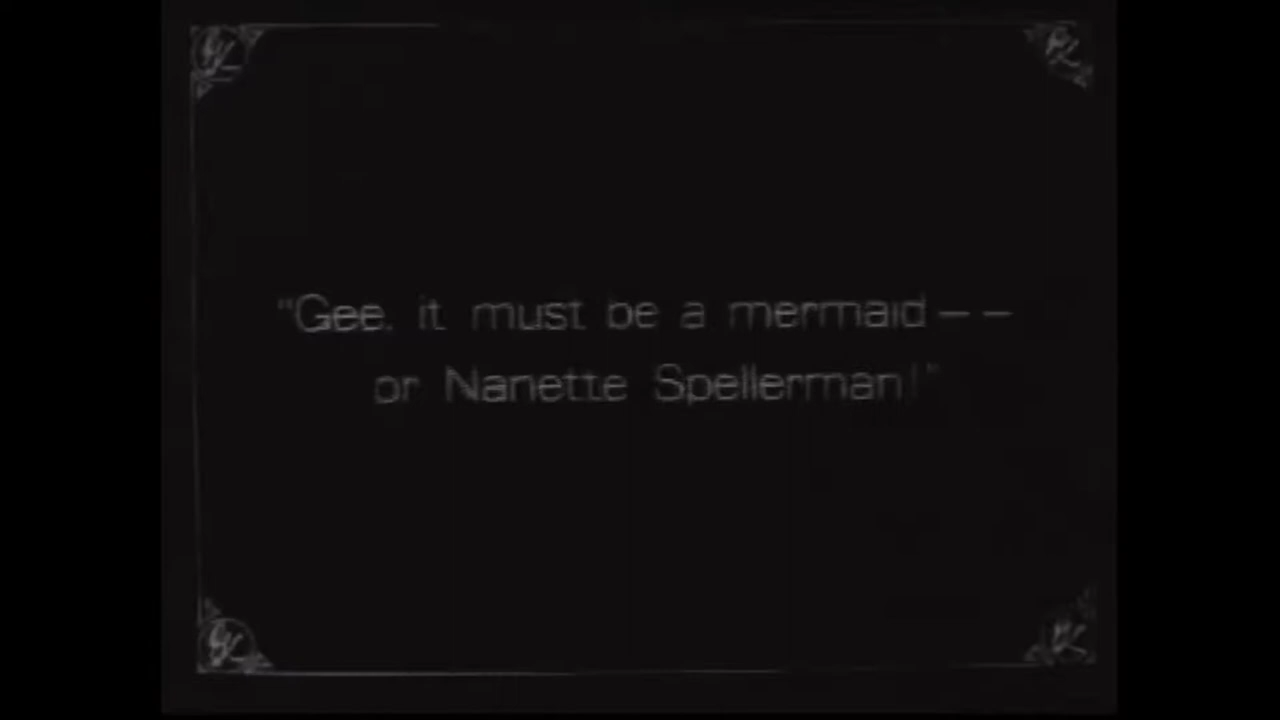 "Gee, it must be a mermaid--
or Nanette Spellerman!"